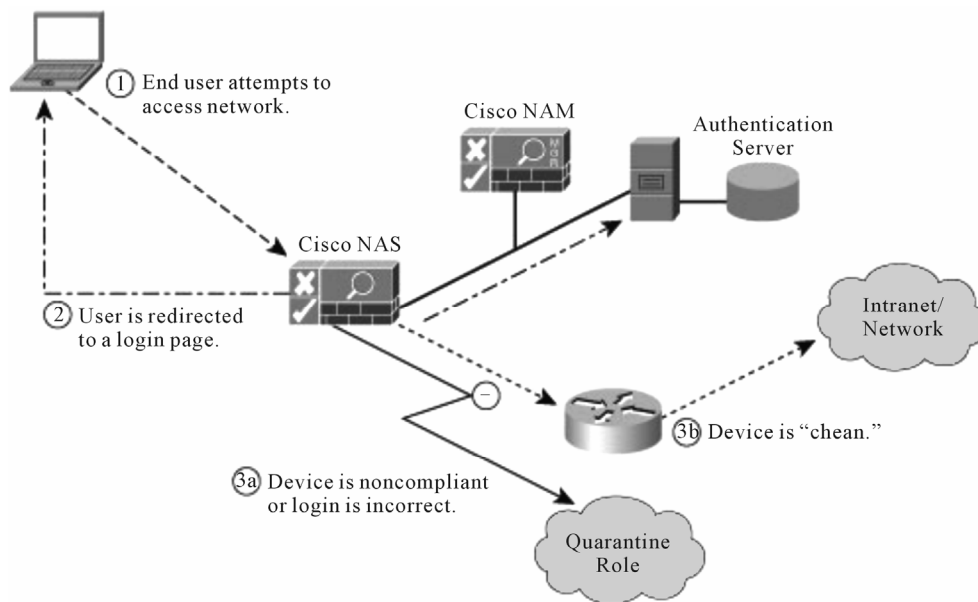 1 End user attempts to
access network.
Cisco NAM
MGR
Authentication
Server
Cisco NAS
2 User is redirected
to a login page.
Intranet/
Network
3b Device is “chean.”
3a Device is noncompliant
or login is incorrect.
Quarantine
Role